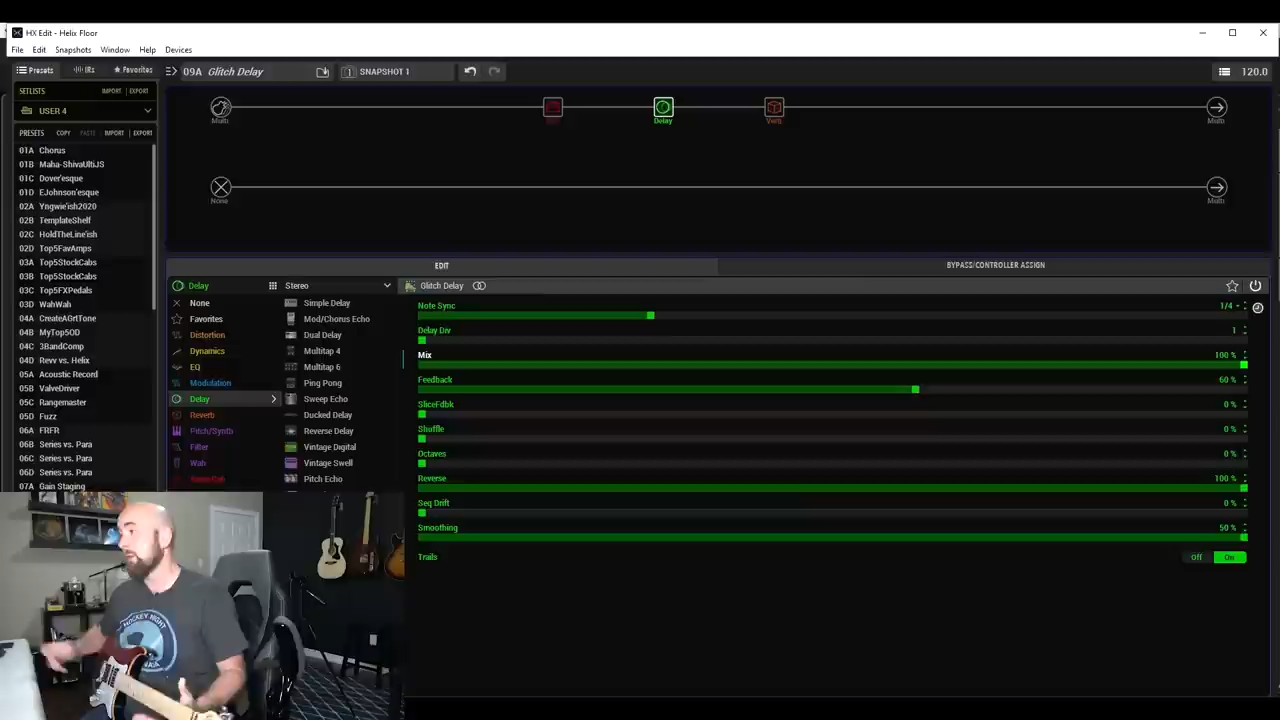 HX Edit - Helix Floor
File Edit Snapshots Window Help Devices
Presets IRs Favorites
09A Glitch Delay
1 SNAPSHOT 1
120.0
SETLISTS IMPORT EXPORT
USER 4
PRESETS COPY PASTE IMPORT EXPORT
01A Chorus
01B Maha-ShivaUltiJS
01C Dover'esque
01D EJohnson'esque
02A Yngwie'ish2020
02B TemplateShelf
02C HoldTheLine'ish
02D Top5FavAmps
03A Top5StockCabs
03B Top5StockCabs
03C Top5FXPedals
03D WahWah
04A CreateAGrtTone
04B MyTop5OD
04C 3BandComp
04D Revv vs. Helix
05A Acoustic Record
05B ValveDriver
05C Rangemaster
05D Fuzz
06A FRFR
06B Series vs. Para
06C Series vs. Para
06D Series vs. Para
07A Gain Staging
Multi Delay Verb Multi
None Multi
EDIT
BYPASS/CONTROLLER ASSIGN
Delay
Stereo
Glitch Delay
None
Favorites
Distortion
Dynamics
EQ
Modulation
Delay
Reverb
Pitch/Synth
Filter
Wah
Simple Delay
Mod/Chorus Echo
Dual Delay
Multitap 4
Multitap 6
Ping Pong
Sweep Echo
Ducked Delay
Reverse Delay
Vintage Digital
Vintage Swell
Pitch Echo
Note Sync 1/4
Delay Div 1
Mix 100 %
Feedback 60 %
SliceFdbk 0 %
Shuffle 0 %
Octaves 0 %
Reverse 100 %
Seq Drift 0 %
Smoothing 50 %
Trails Off On
HOCKEY NIGHT